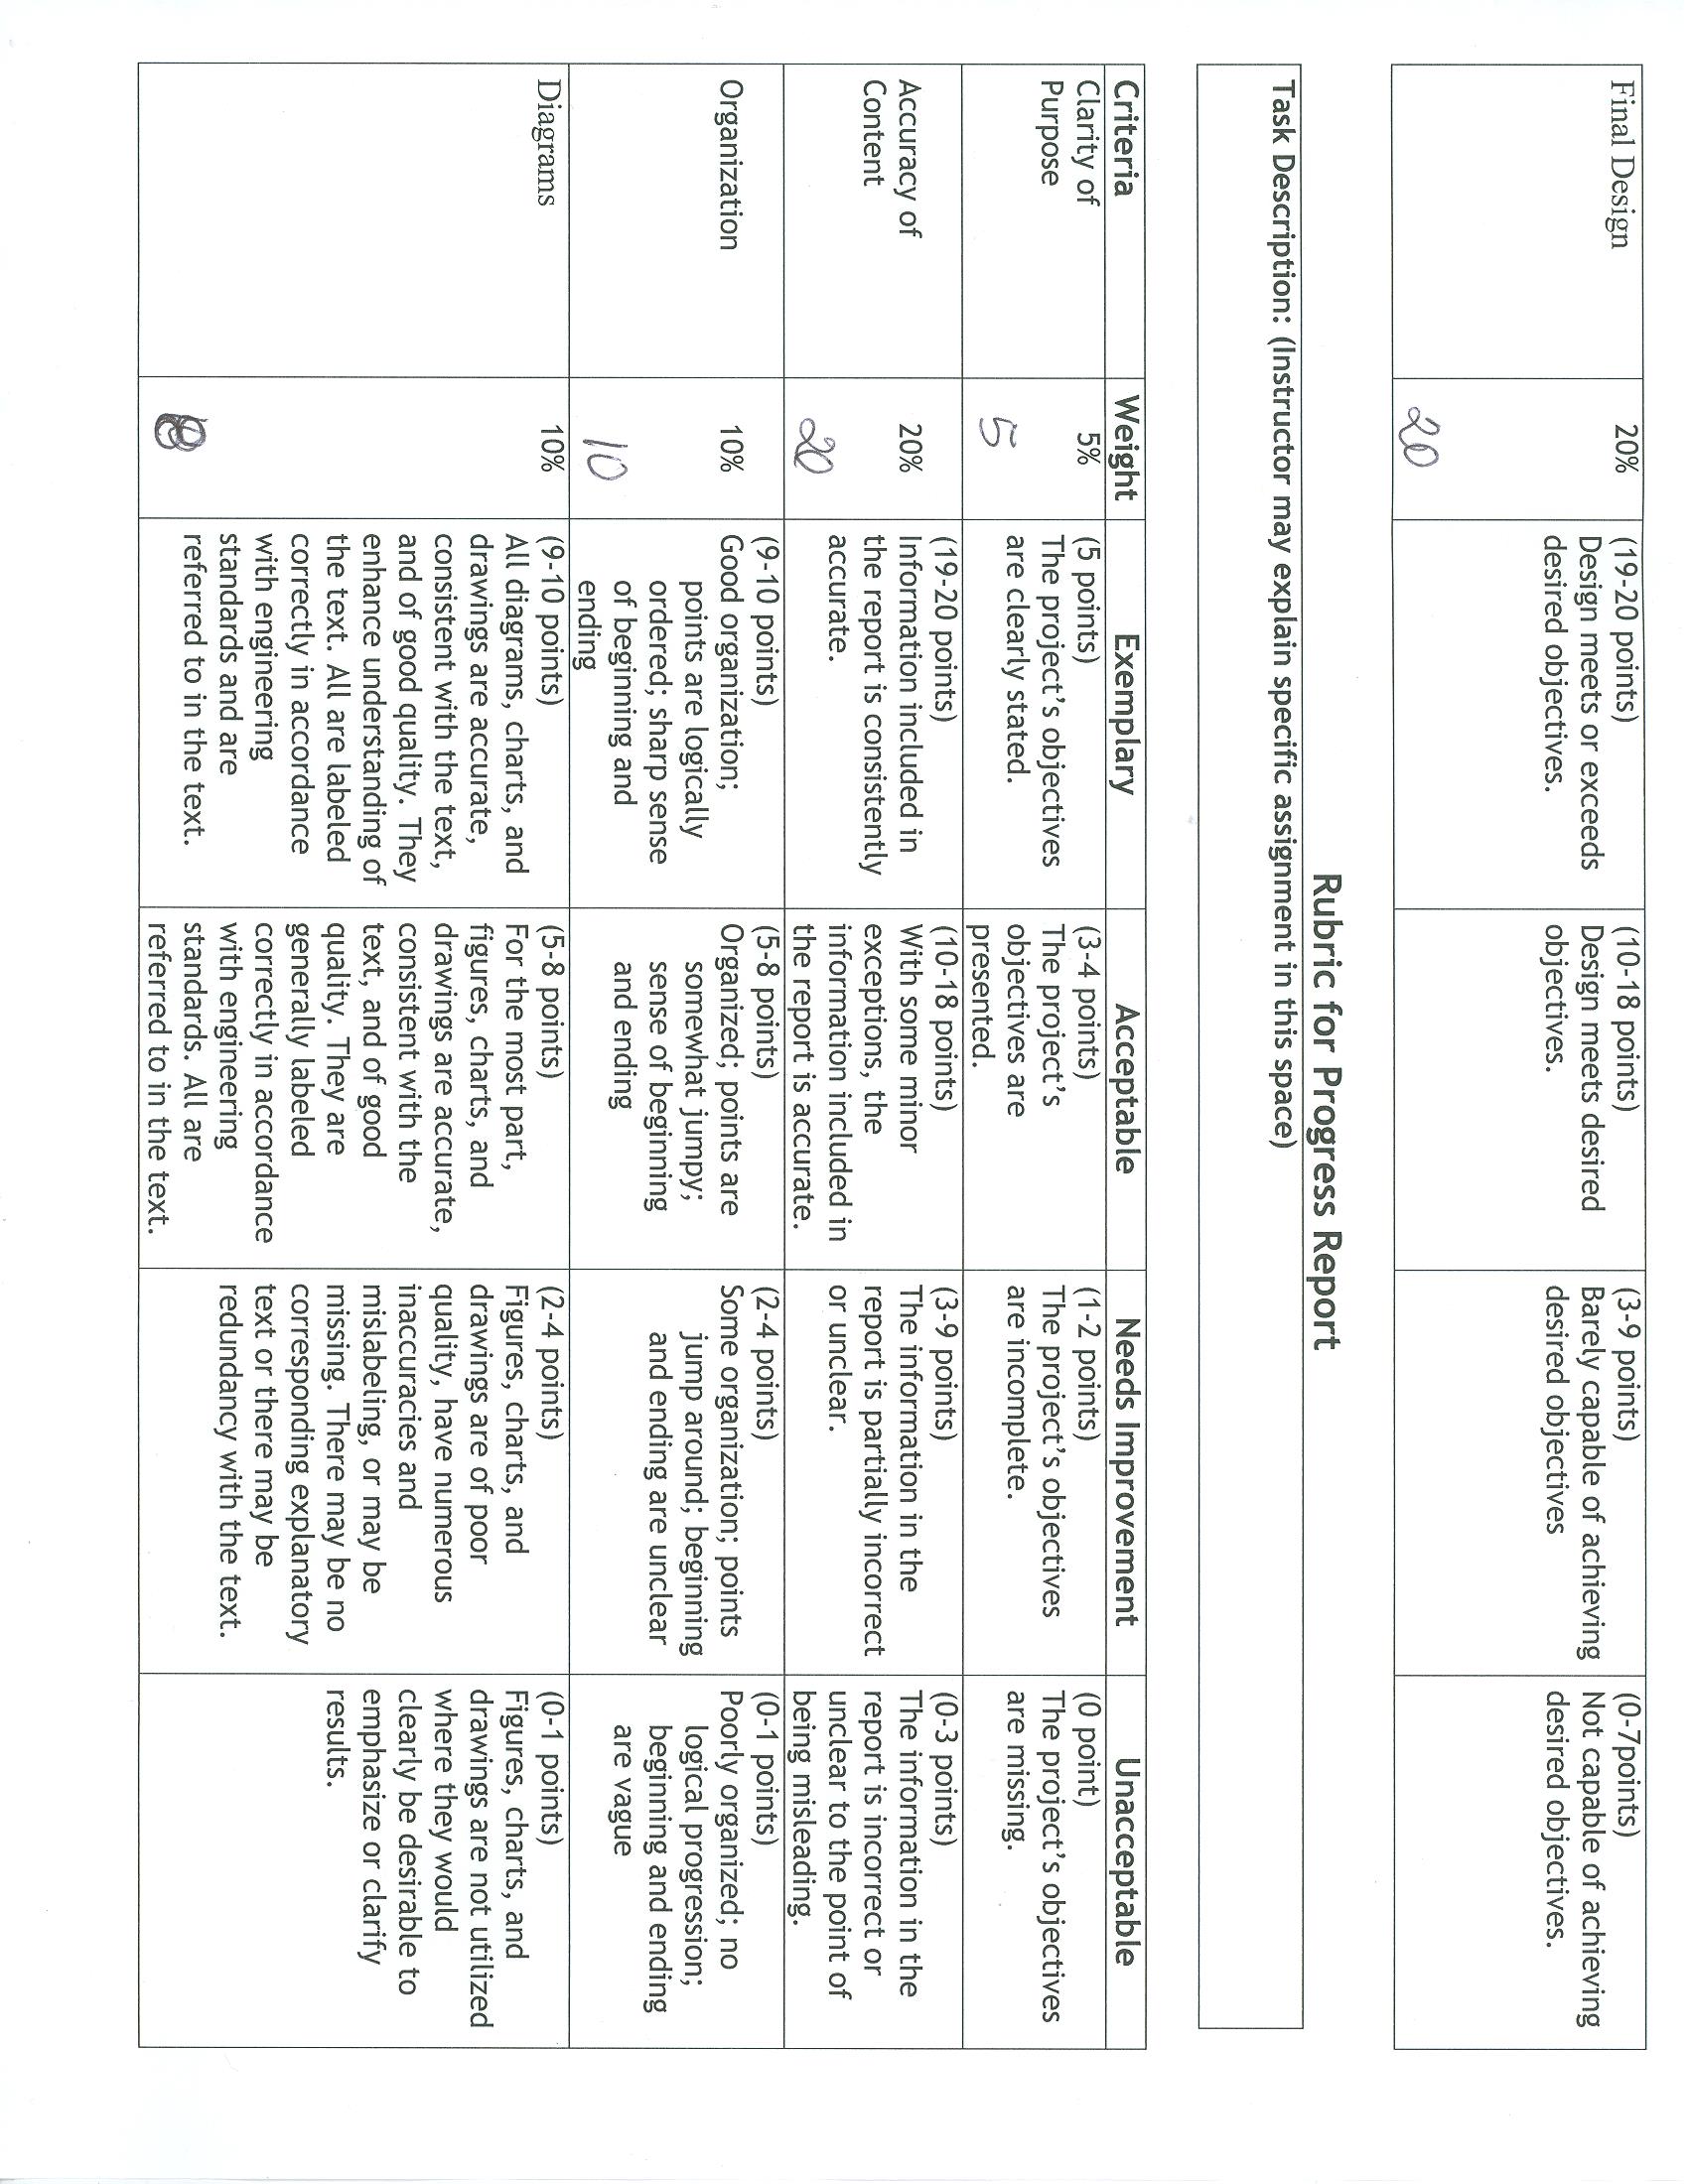 Final Design
20%
20
(19-20 points)
Design meets or exceeds
desired objectives.
(10-18 points)
Design meets desired
objectives.
(3-9 points)
Barely capable of achieving
desired objectives
(0-7points)
Not capable of achieving
desired objectives.
Rubric for Progress Report
Task Description: (Instructor may explain specific assignment in this space)
Criteria
Weight
Exemplary
Acceptable
Needs Improvement
Unacceptable
Clarity of
Purpose
5%
5
(5 points)
The project's objectives
are clearly stated.
(3-4 points)
The project's
objectives are
presented.
(1-2 points)
The project's objectives
are incomplete.
(0 point)
The project's objectives
are missing.
Accuracy of
Content
20%
20
(19-20 points)
Information included in
the report is consistently
accurate.
(10-18 points)
With some minor
exceptions, the
information included in
the report is accurate.
(3-9 points)
The information in the
report is partially incorrect
or unclear.
(0-3 points)
The information in the
report is incorrect or
unclear to the point of
being misleading.
Organization
10%
10
(9-10 points)
Good organization;
points are logically
ordered; sharp sense
of beginning and
ending
(5-8 points)
Organized; points are
somewhat jumpy;
sense of beginning
and ending
(2-4 points)
Some organization; points
jump around; beginning
and ending are unclear
(0-1 points)
Poorly organized; no
logical progression;
beginning and ending
are vague
Diagrams
10%
(9-10 points)
All diagrams, charts, and
drawings are accurate,
consistent with the text,
and of good quality. They
enhance understanding of
the text. All are labeled
correctly in accordance
with engineering
standards and are
referred to in the text.
(5-8 points)
For the most part,
figures, charts, and
drawings are accurate,
consistent with the
text, and of good
quality. They are
generally labeled
correctly in accordance
with engineering
standards. All are
referred to in the text.
(2-4 points)
Figures, charts, and
drawings are of poor
quality, have numerous
inaccuracies and
mislabeling, or may be
missing. There may be no
corresponding explanatory
text or there may be
redundancy with the text.
(0-1 points)
Figures, charts, and
drawings are not utilized
where they would
clearly be desirable to
emphasize or clarify
results.